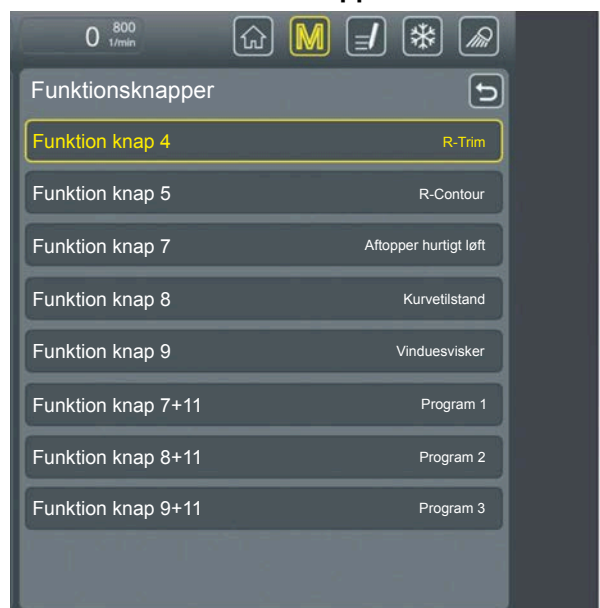 0 800
1/min
M
Funktionsknapper
Funktion knap 4 R-Trim
Funktion knap 5 R-Contour
Funktion knap 7 Aftopper hurtigt løft
Funktion knap 8 Kurvetilstand
Funktion knap 9 Vinduesvisker
Funktion knap 7+11 Program 1
Funktion knap 8+11 Program 2
Funktion knap 9+11 Program 3